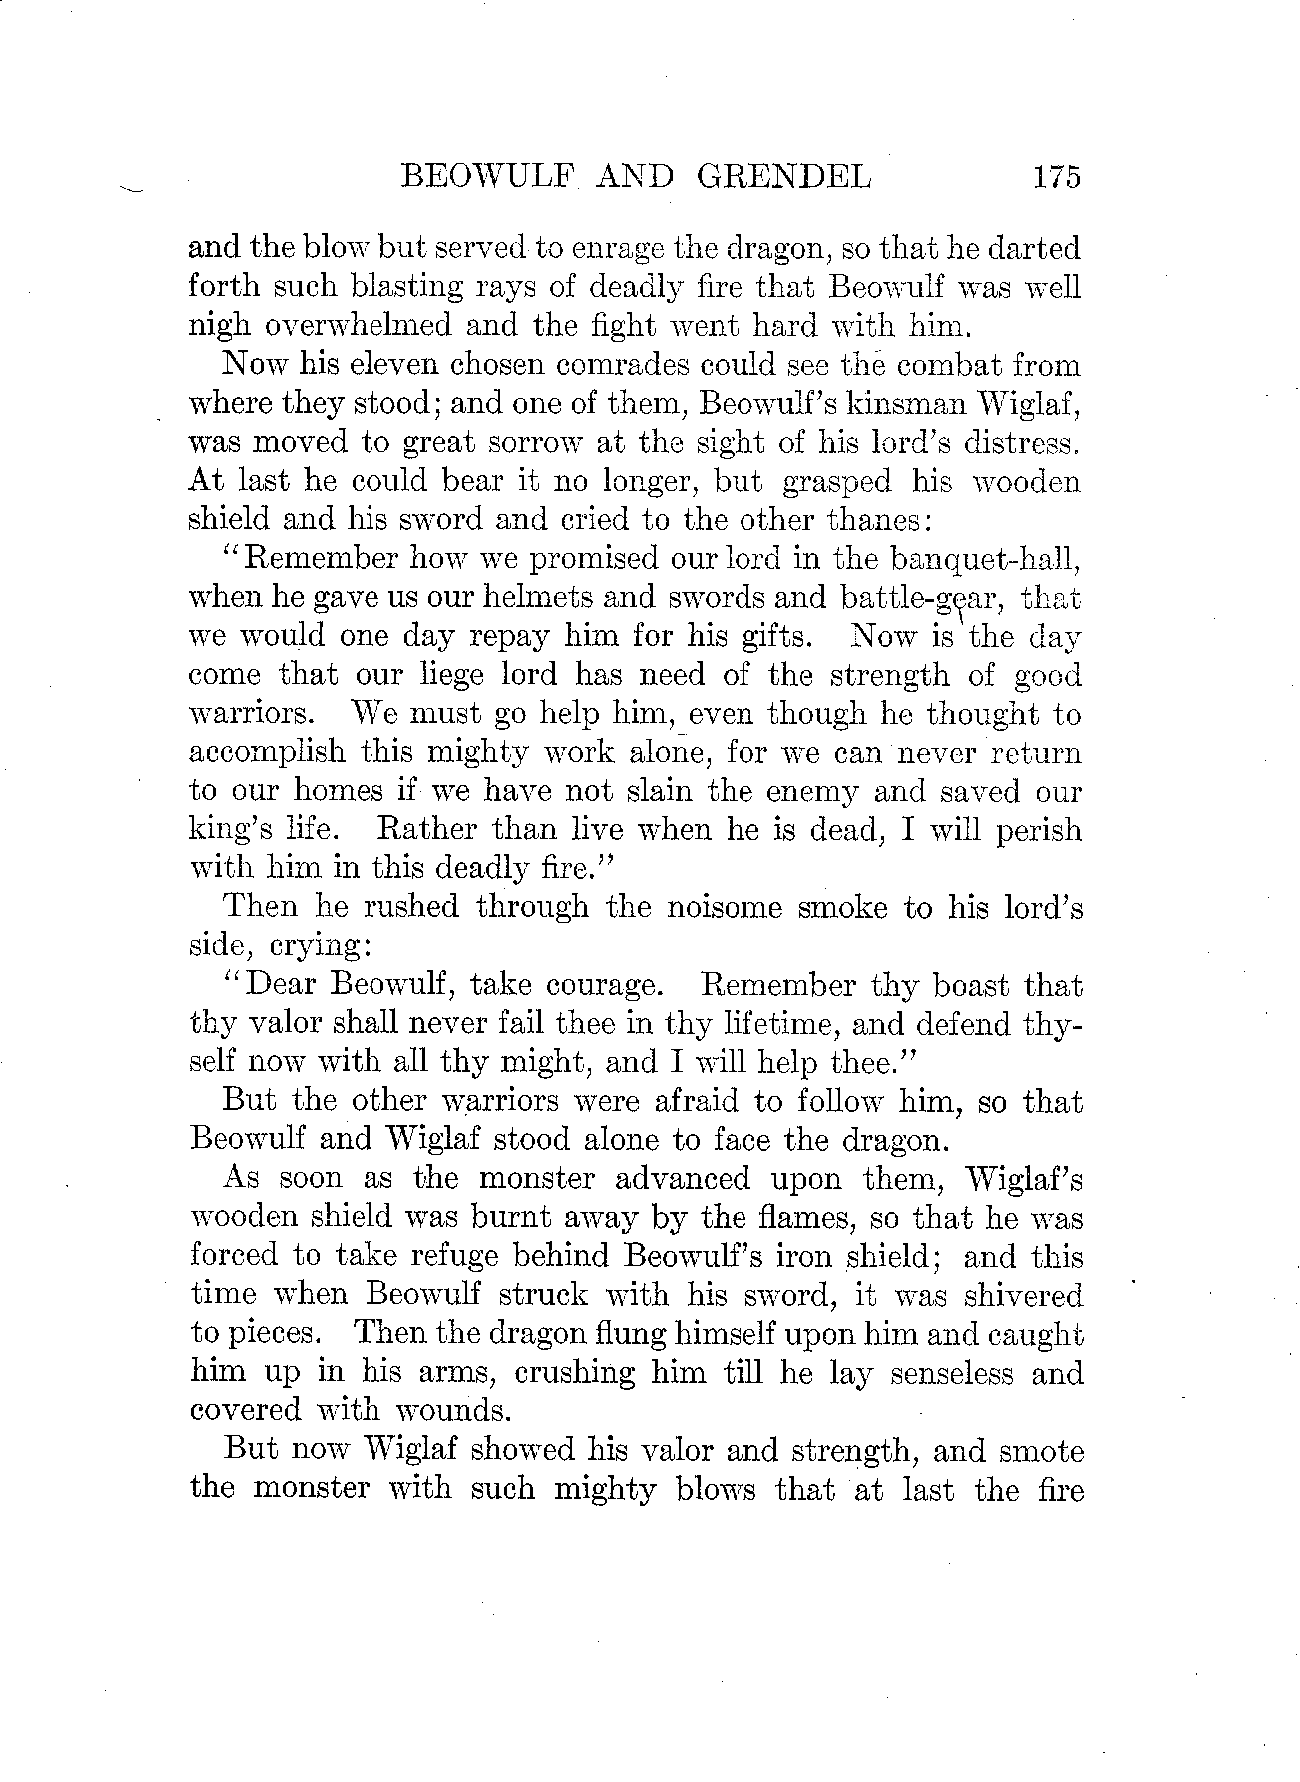 BEOWULF AND GRENDEL 175
and the blow but served to enrage the dragon, so that he darted
forth such blasting rays of deadly fire that Beowulf was well
nigh overwhelmed and the fight went hard with him.
Now his eleven chosen comrades could see the combat from
where they stood; and one of them, Beowulf's kinsman Wiglaf,
was moved to great sorrow at the sight of his lord's distress.
At last he could bear it no longer, but grasped his wooden
shield and his sword and cried to the other thanes:
"Remember how we promised our lord in the banquet-hall,
when he gave us our helmets and swords and battle-gear, that
we would one day repay him for his gifts. Now is the day
come that our liege lord has need of the strength of good
warriors. We must go help him, even though he thought to
accomplish this mighty work alone, for we can never return
to our homes if we have not slain the enemy and saved our
king's life. Rather than live when he is dead, I will perish
with him in this deadly fire."
Then he rushed through the noisome smoke to his lord's
side, crying:
"Dear Beowulf, take courage. Remember thy boast that
thy valor shall never fail thee in thy lifetime, and defend thy-
self now with all thy might, and I will help thee."
But the other warriors were afraid to follow him, so that
Beowulf and Wiglaf stood alone to face the dragon.
As soon as the monster advanced upon them, Wiglaf's
wooden shield was burnt away by the flames, so that he was
forced to take refuge behind Beowulf's iron shield; and this
time when Beowulf struck with his sword, it was shivered
to pieces. Then the dragon flung himself upon him and caught
him up in his arms, crushing him till he lay senseless and
covered with wounds.
But now Wiglaf showed his valor and strength, and smote
the monster with such mighty blows that at last the fire